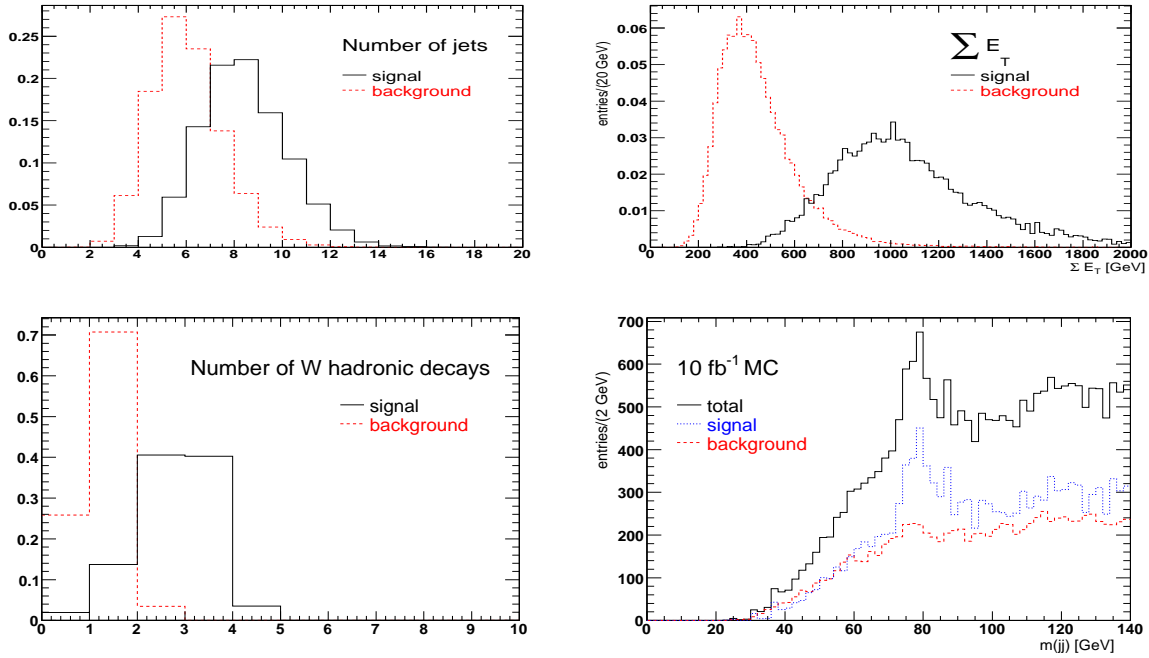 Number of jets
signal
background
0.25
0.2
0.15
0.1
0.05
0
0 2 4 6 8 10 12 14 16 18 20
∑ E_T
signal
background
entries/(20 GeV)
0.06
0.05
0.04
0.03
0.02
0.01
0
0 200 400 600 800 1000 1200 1400 1600 1800 2000
Σ E_T [GeV]
Number of W hadronic decays
signal
background
0.7
0.6
0.5
0.4
0.3
0.2
0.1
0
0 1 2 3 4 5 6 7 8 9 10
10 fb⁻¹ MC
total
signal
background
entries/(2 GeV)
700
600
500
400
300
200
100
0
0 20 40 60 80 100 120 140
m(jj) [GeV]